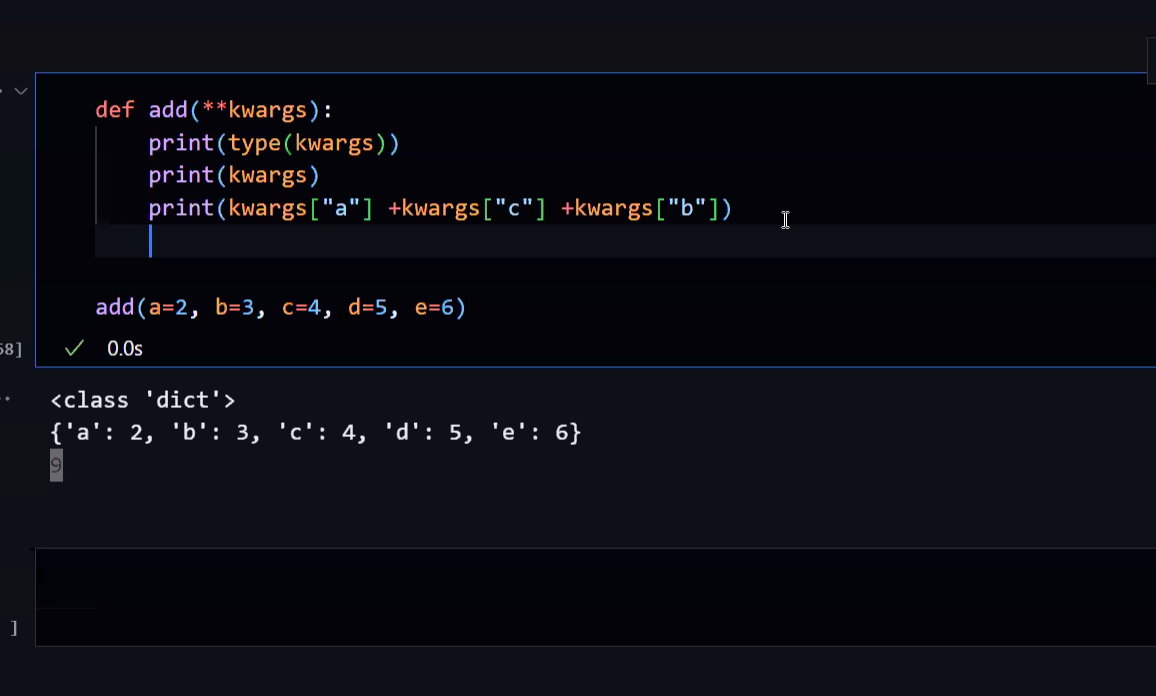 def add(**kwargs):
    print(type(kwargs))
    print(kwargs)
    print(kwargs["a"] +kwargs["c"] +kwargs["b"])
add(a=2, b=3, c=4, d=5, e=6)
58]
✓ 0.0s
<class 'dict'>
{'a': 2, 'b': 3, 'c': 4, 'd': 5, 'e': 6}
9
]